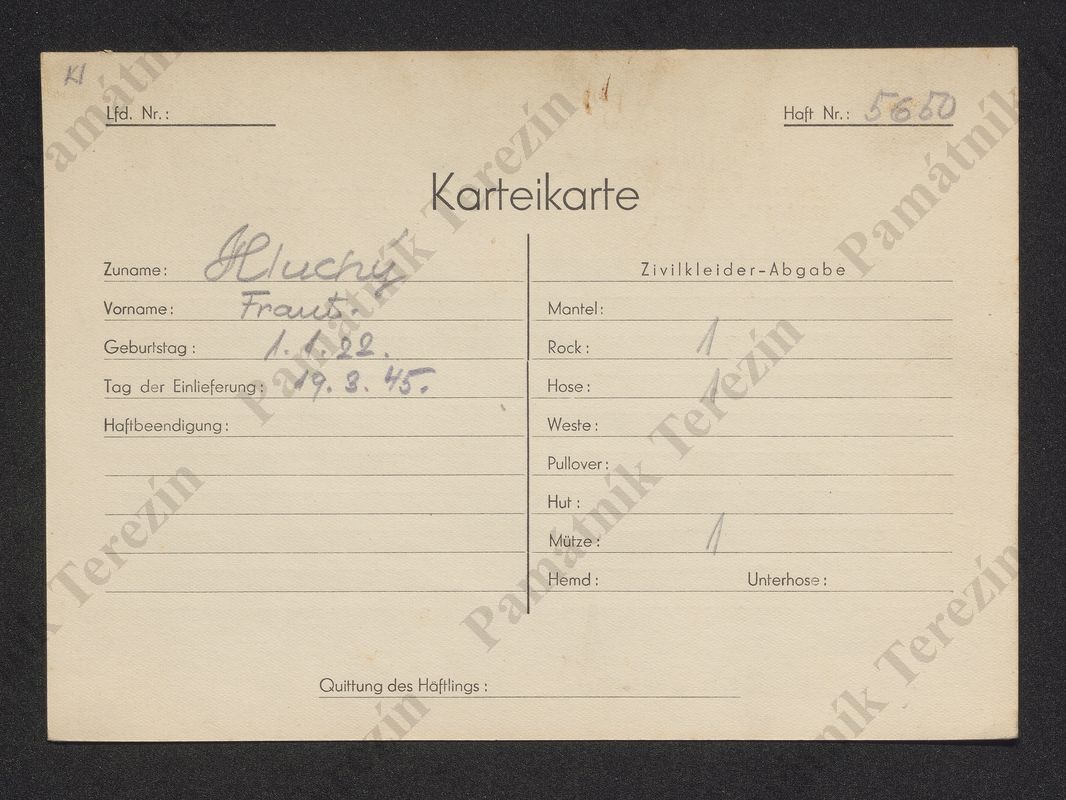 Kl
Lfd. Nr.:
Haft Nr.: 5650
Karteikarte
Zuname: Hluchý
Vorname: Frant.
Geburtstag: 1.1.22.
Tag der Einlieferung: 19.3.45.
Haftbeendigung:
Zivilkleider-Abgabe
Mantel:
Rock: 1
Hose: 1
Weste:
Pullover:
Hut:
Mütze: 1
Hemd: Unterhose:
Quittung des Häftlings:
Památník Terezín